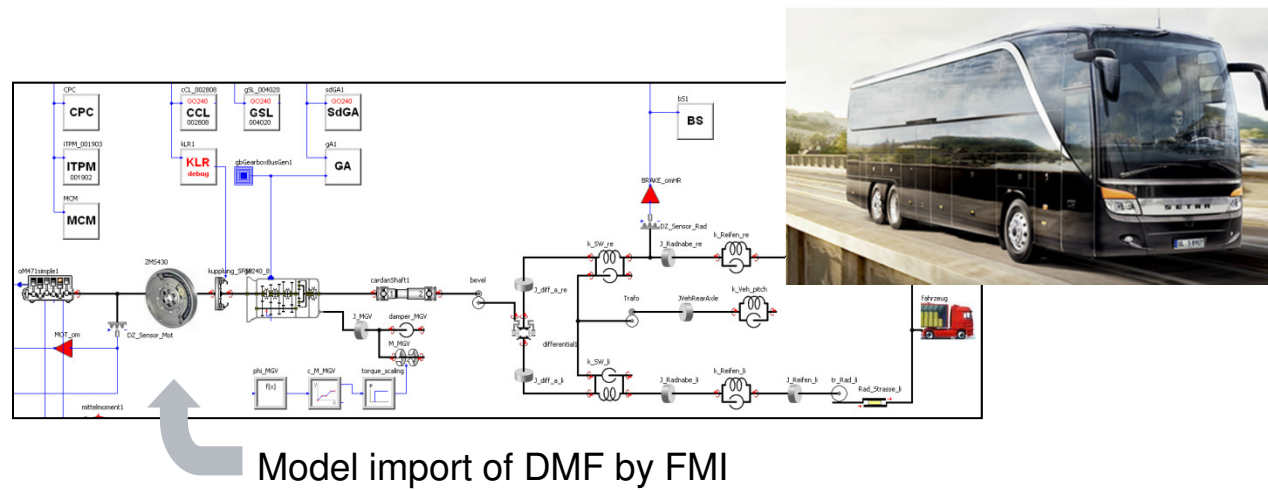 CPC
CPC
cCL_002808
GO240
CCL
002808
gSL_004020
GO240
GSL
004020
sdGA1
GO240
SdGA
bS1
BS
iTPM_001903
ITPM
001902
kLR1
KLR
debug
gbGearboxBusGen1
gA1
GA
MCM
MCM
BRAKE_omHR
DZ_Sensor_Rad
SETRA
oM471simple1
ZMS430
cardanShaft1
bevel
k_SW_re
J_Radnabe_re
k_Reifen_re
J_diff_a_re
Trafo
JVehRearAxle
k_Veh_pitch
Fahrzeug
MGT_om
DZ_Sensor_Mot
J_MGV
damper_MGV
M_MGV
differential1
phi_MGV
f(x)
c_M_MGV
torque_scaling
J_diff_a_li
k_SW_li
J_Radnabe_li
k_Reifen_li
J_Reifen_li
tr_Rad_li
Rad_Strasse_li
mittelmoment1
Model import of DMF by FMI